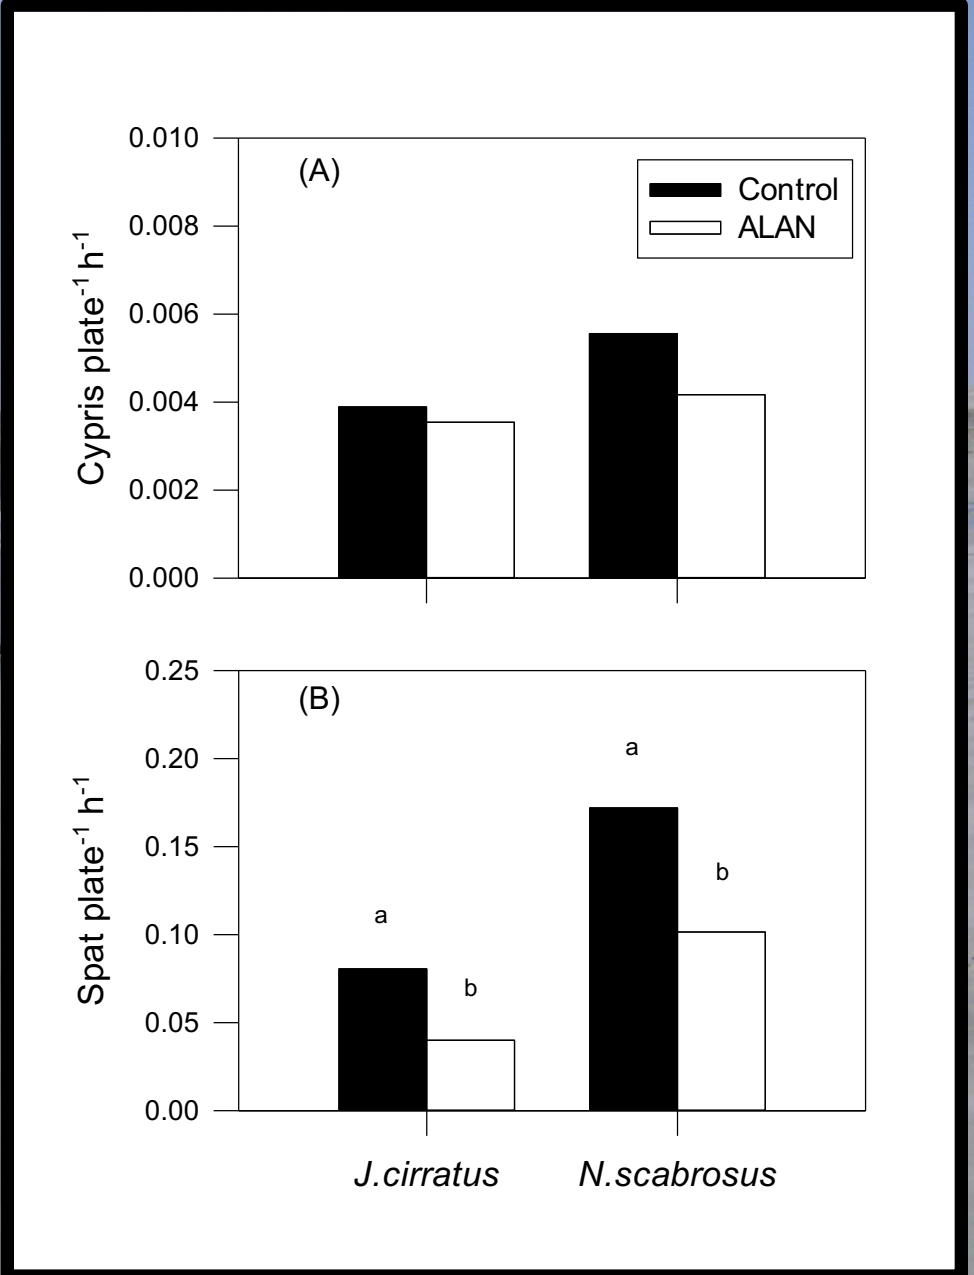 0.010
(A)
Control
0.008
ALAN
0.006
0.004
0.002
0.000
Cypris plate⁻¹ h⁻¹
0.25
(B)
0.20
a
0.15
b
a
0.10
b
0.05
0.00
Spat plate⁻¹ h⁻¹
J.cirratus
N.scabrosus